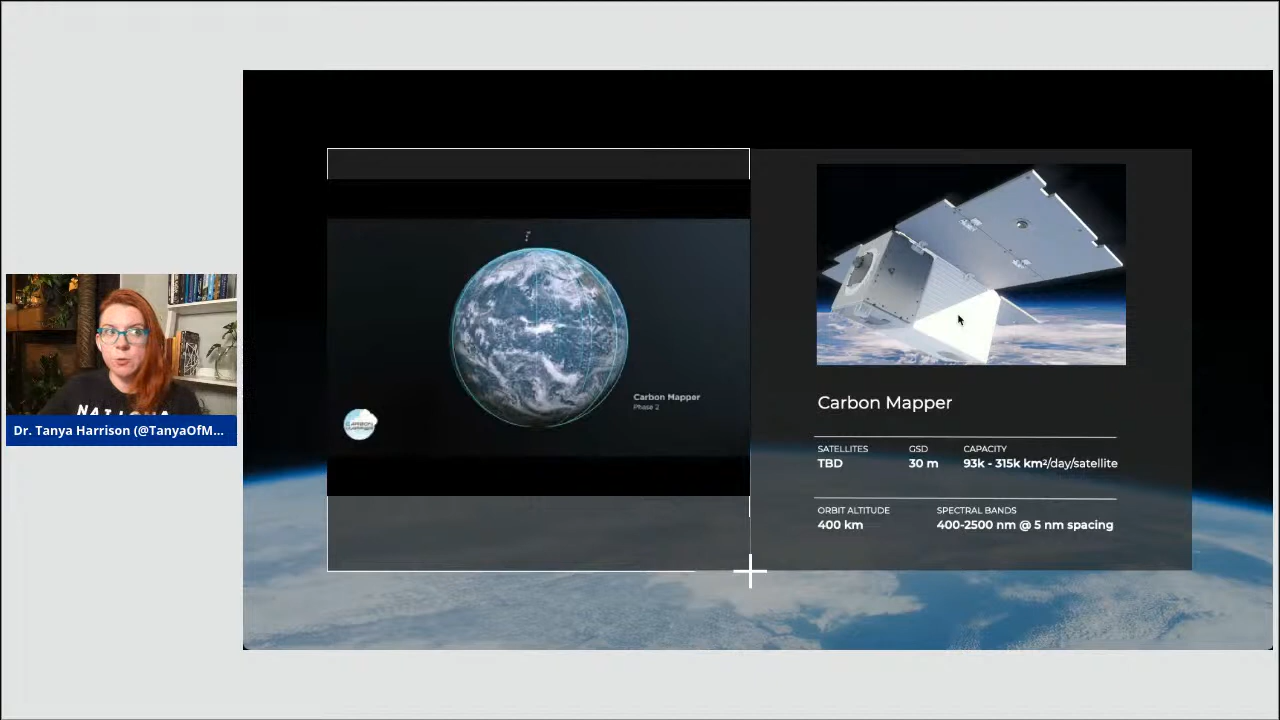 NATIONA
Dr. Tanya Harrison (@TanyaOfM...
Carbon Mapper
Phase 2
Carbon Mapper
SATELLITES
TBD
GSD
30 m
CAPACITY
93k - 315k km²/day/satellite
ORBIT ALTITUDE
400 km
SPECTRAL BANDS
400-2500 nm @ 5 nm spacing